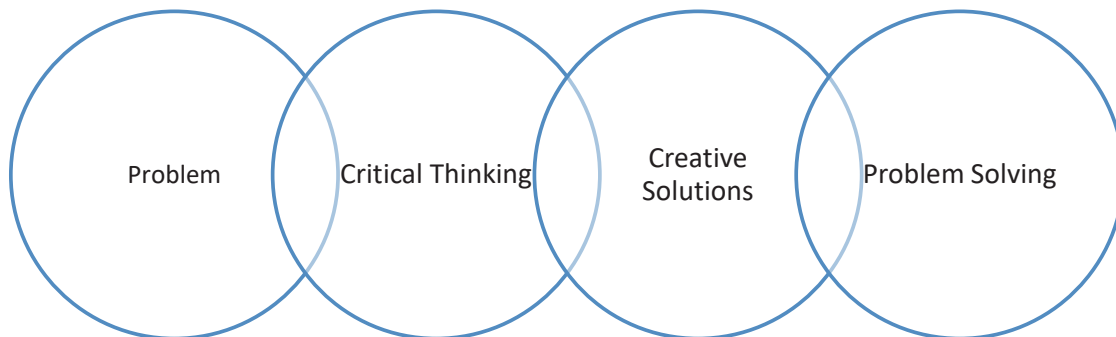 Problem
Critical Thinking
Creative
Solutions
Problem Solving